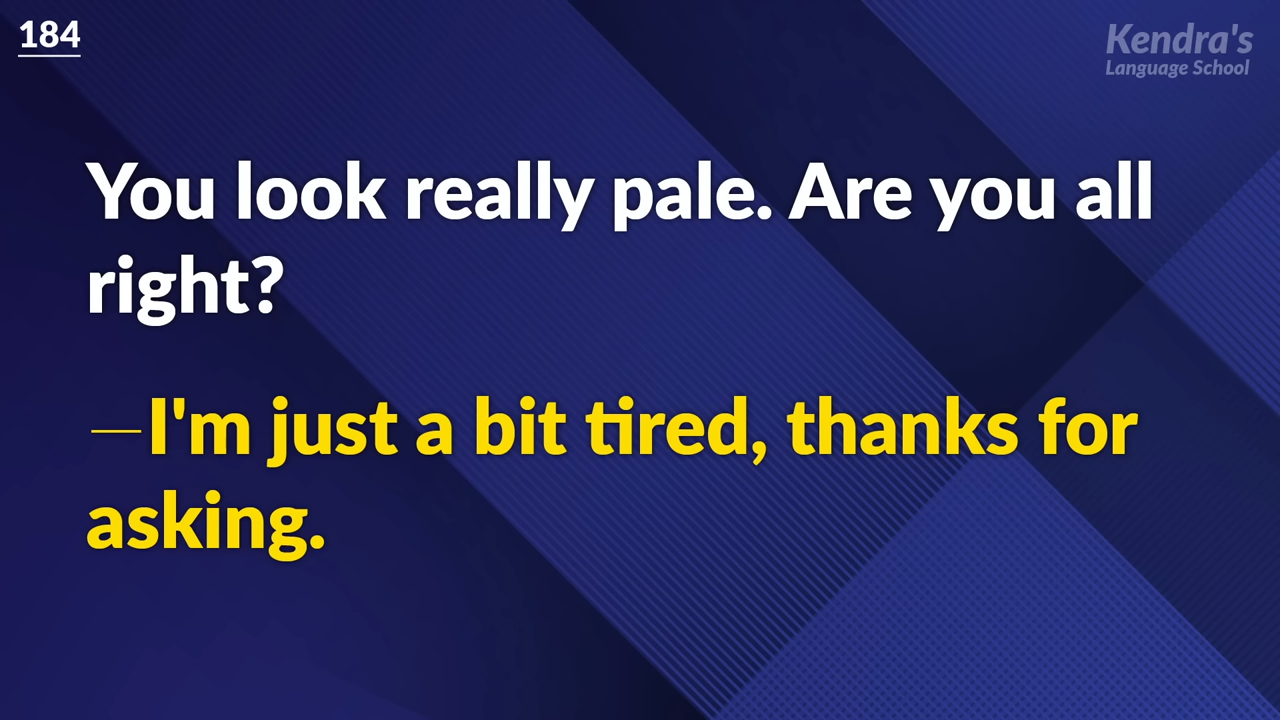 184
Kendra's
Language School
You look really pale. Are you all
right?
—I'm just a bit tired, thanks for
asking.